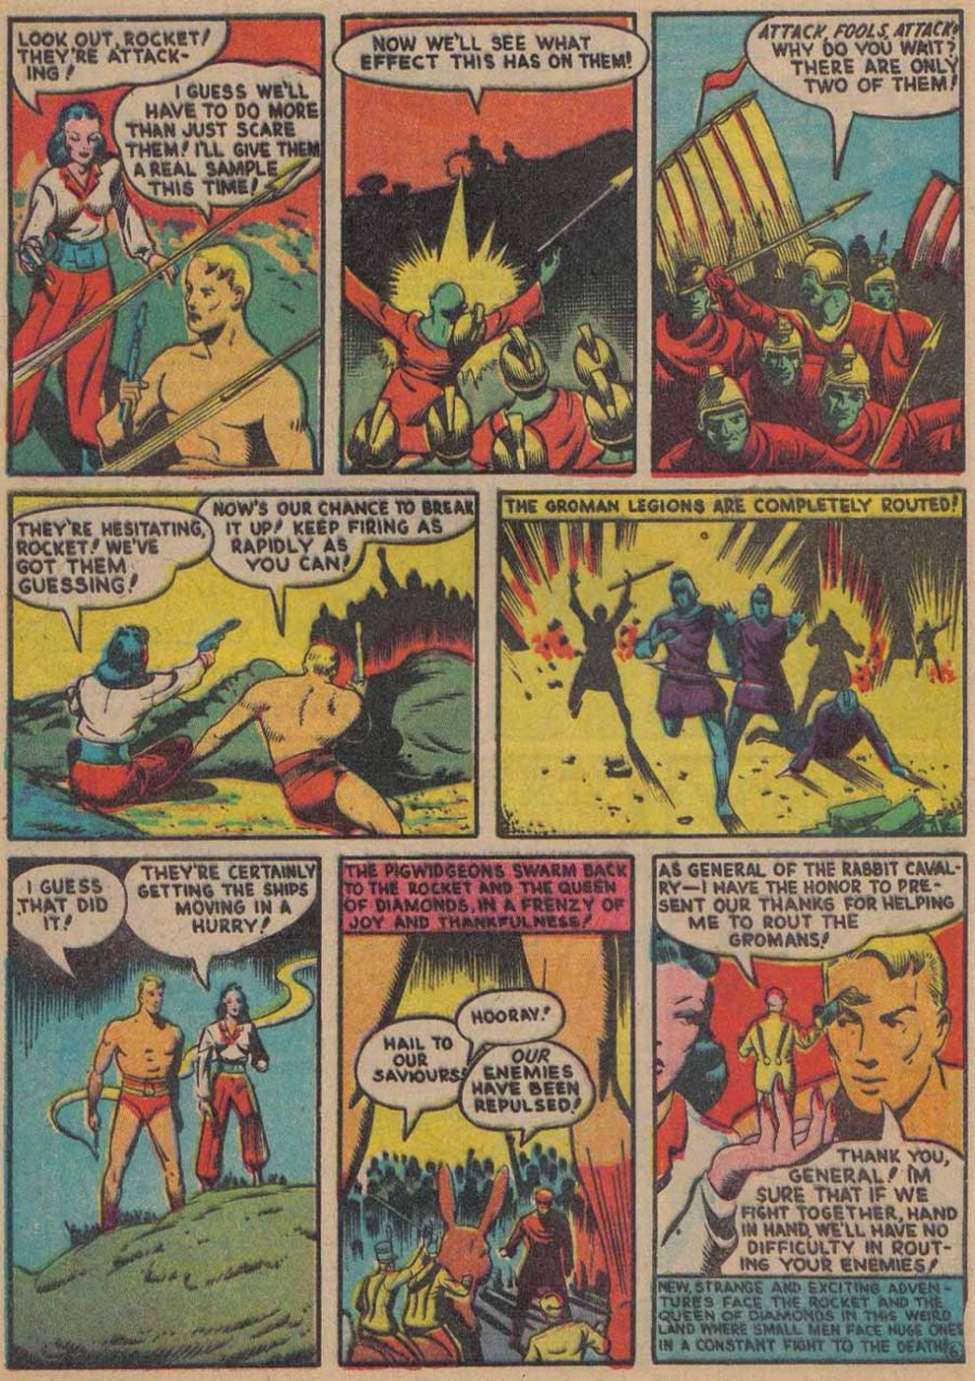 LOOK OUT, ROCKET!
THEY'RE ATTACK-
ING!
I GUESS WE'LL
HAVE TO DO MORE
THAN JUST SCARE
THEM! I'LL GIVE THEM
A REAL SAMPLE
THIS TIME!
NOW WE'LL SEE WHAT
EFFECT THIS HAS ON THEM!
ATTACK, FOOLS, ATTACK!
WHY DO YOU WAIT?
THERE ARE ONLY
TWO OF THEM!
THEY'RE HESITATING,
ROCKET! WE'VE
GOT THEM
GUESSING!
NOW'S OUR CHANCE TO BREAK
IT UP! KEEP FIRING AS
RAPIDLY AS
YOU CAN!
THE GROMAN LEGIONS ARE COMPLETELY ROUTED!
I GUESS
THAT DID
IT!
THEY'RE CERTAINLY
GETTING THE SHIPS
MOVING IN A
HURRY!
THE PIGWIDGEONS SWARM BACK
TO THE ROCKET AND THE QUEEN
OF DIAMONDS, IN A FRENZY OF
JOY AND THANKFULNESS!
HOORAY!
HAIL TO
OUR
SAVIOURS!
OUR
ENEMIES
HAVE BEEN
REPULSED!
AS GENERAL OF THE RABBIT CAVAL-
RY—I HAVE THE HONOR TO PRE-
SENT OUR THANKS FOR HELPING
ME TO ROUT THE
GROMANS!
THANK YOU,
GENERAL! I'M
SURE THAT IF WE
FIGHT TOGETHER, HAND
IN HAND, WE'LL HAVE NO
DIFFICULTY IN ROUT-
ING YOUR ENEMIES!
NEW, STRANGE AND EXCITING ADVEN-
TURES FACE THE ROCKET AND THE
QUEEN OF DIAMONDS IN THIS WEIRD
LAND WHERE SMALL MEN FACE HUGE ONES
IN A CONSTANT FIGHT TO THE DEATH!
6